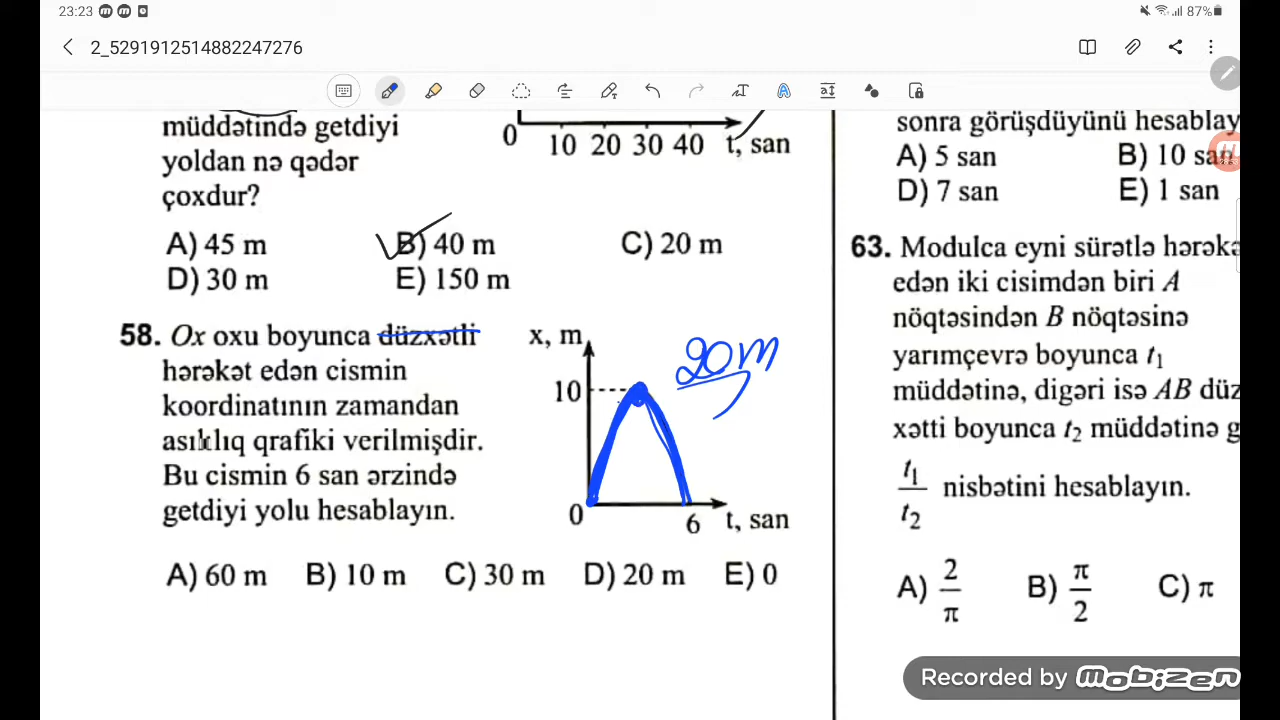 23:23
87%
2_5291912514882247276
müddətində getdiyi
yoldan nə qədər
çoxdur?
0 10 20 30 40 t, san
A) 45 m B) 40 m C) 20 m
D) 30 m E) 150 m
58. Ox oxu boyunca düzxətli
hərəkət edən cismin
koordinatının zamandan
asılılıq qrafiki verilmişdir.
Bu cismin 6 san ərzində
getdiyi yolu hesablayın.
x, m
10
20 m
0 6 t, san
A) 60 m B) 10 m C) 30 m D) 20 m E) 0
sonra görüşdüyünü hesablay
A) 5 san B) 10 san
D) 7 san E) 1 san
63. Modulca eyni sürətlə hərəkə
edən iki cisimdən biri A
nöqtəsindən B nöqtəsinə
yarımçevrə boyunca t₁
müddətinə, digəri isə AB düz
xətti boyunca t₂ müddətinə g
t₁/t₂ nisbətini hesablayın.
A) 2/π B) π/2 C) π
Recorded by mobizen